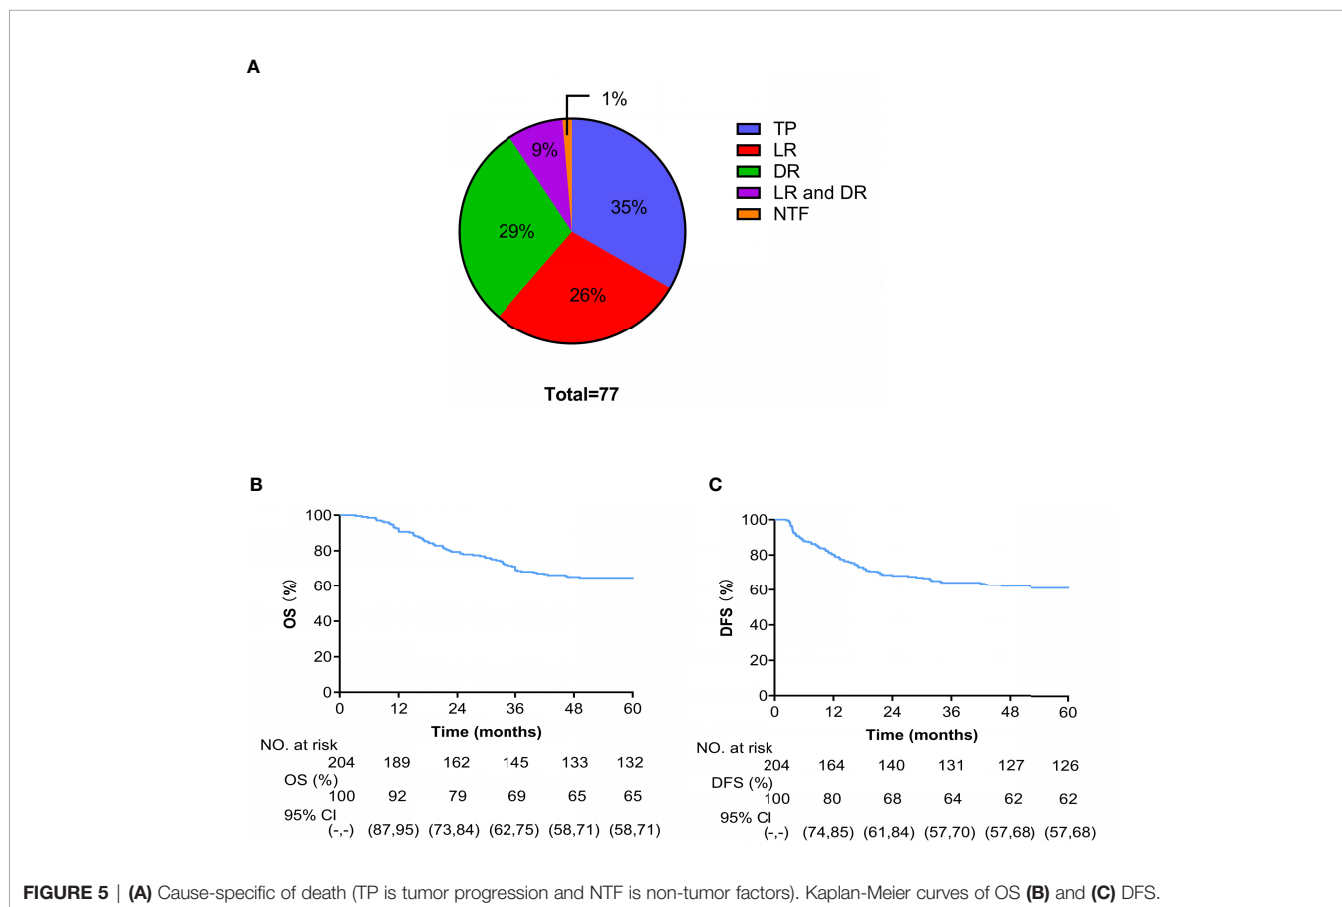 A
1%
9%
35%
29%
26%
TP
LR
DR
LR and DR
NTF
Total=77
B
100
80
60
40
20
0
OS (%)
0 12 24 36 48 60
Time (months)
NO. at risk
204 189 162 145 133 132
OS (%)
100 92 79 69 65 65
95% CI
(-,-) (87,95) (73,84) (62,75) (58,71) (58,71)
C
100
80
60
40
20
0
DFS (%)
0 12 24 36 48 60
Time (months)
NO. at risk
204 164 140 131 127 126
DFS (%)
100 80 68 64 62 62
95% CI
(-,-) (74,85) (61,84) (57,70) (57,68) (57,68)
FIGURE 5 | (A) Cause-specific of death (TP is tumor progression and NTF is non-tumor factors). Kaplan-Meier curves of OS (B) and (C) DFS.